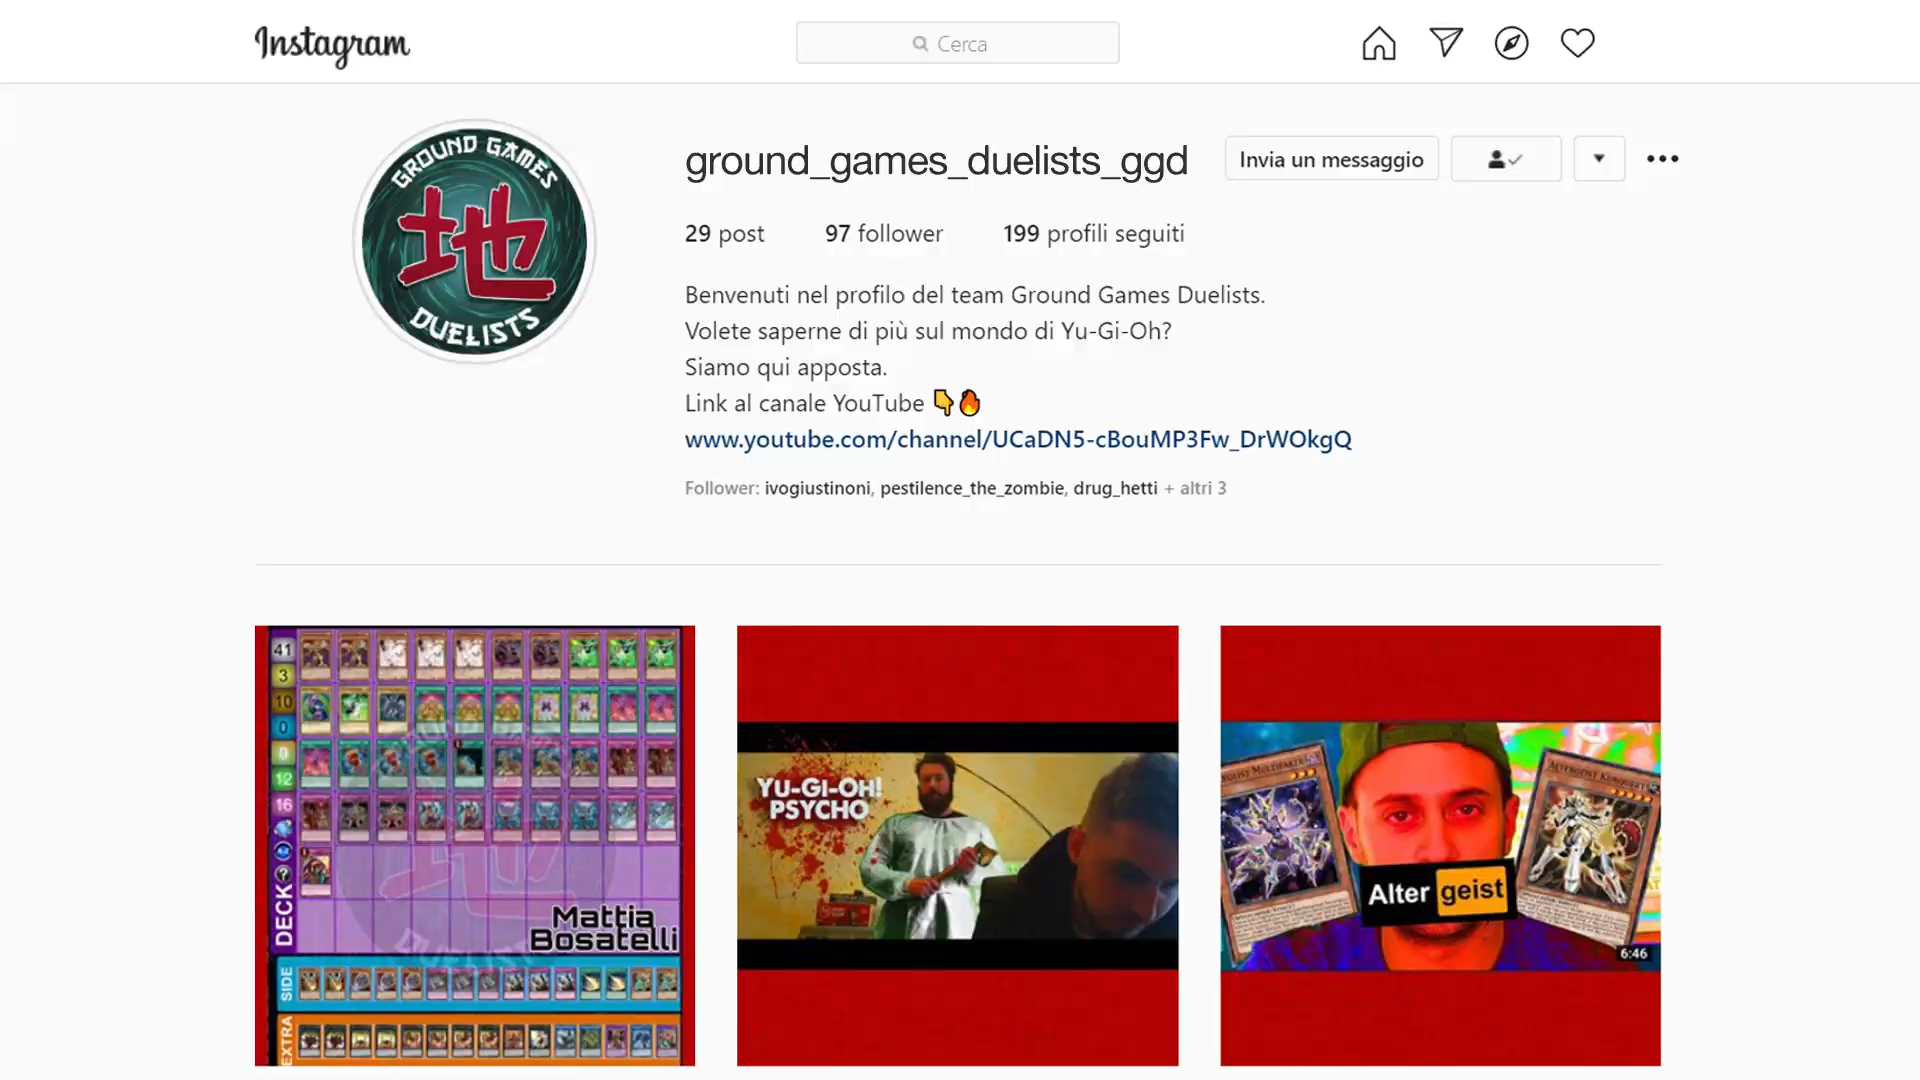 Instagram
Cerca
GROUND GAMES
地
DUELISTS
ground_games_duelists_ggd
Invia un messaggio
29 post
97 follower
199 profili seguiti
Benvenuti nel profilo del team Ground Games Duelists.
Volete saperne di più sul mondo di Yu-Gi-Oh?
Siamo qui apposta.
Link al canale YouTube 👇🔥
www.youtube.com/channel/UCaDN5-cBouMP3Fw_DrWOkgQ
Follower: ivogiustinoni, pestilence_the_zombie, drug_hetti + altri 3
41
3
10
0
12
16
DECK
Mattia
Bosatelli
SIDE
EXTRA
YU-GI-OH!
PSYCHO
Alter geist
6:46